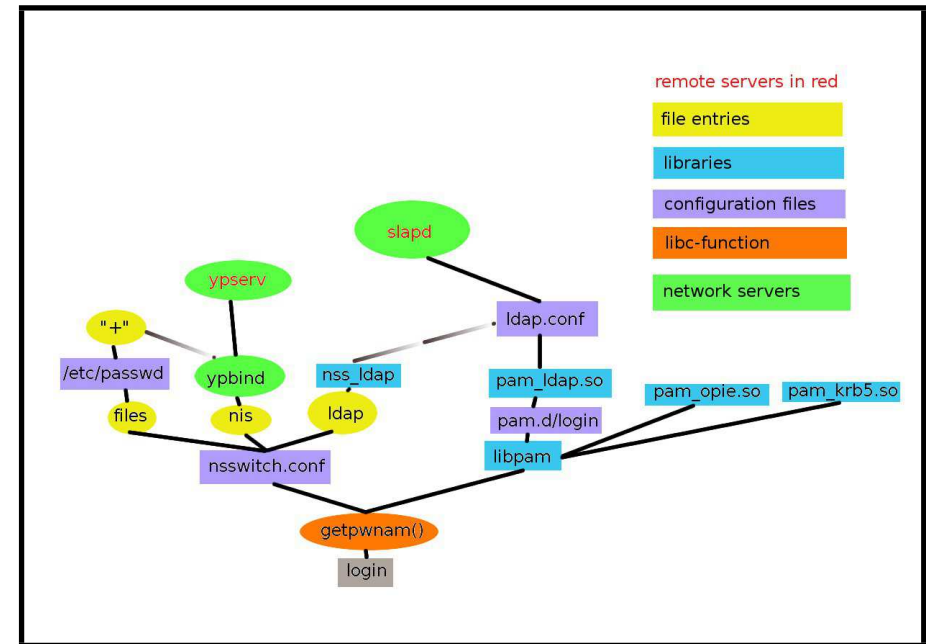 remote servers in red
file entries
libraries
configuration files
libc-function
network servers
slapd
ypserv
ldap.conf
"+"
/etc/passwd
ypbind
nss_ldap
pam_ldap.so
pam_opie.so
pam_krb5.so
files
nis
ldap
pam.d/login
nsswitch.conf
libpam
getpwnam()
login